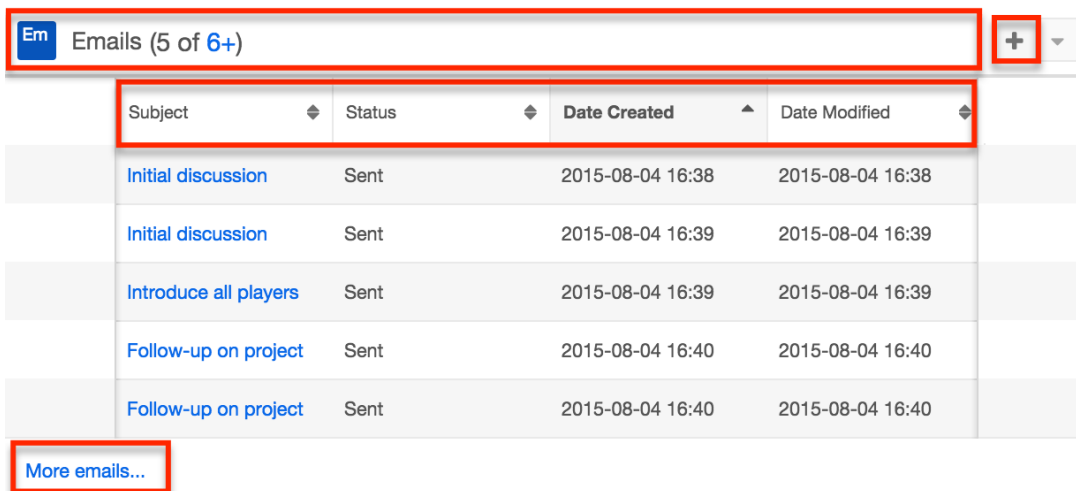 Em Emails (5 of 6+) +
Subject Status Date Created Date Modified
Initial discussion Sent 2015-08-04 16:38 2015-08-04 16:38
Initial discussion Sent 2015-08-04 16:39 2015-08-04 16:39
Introduce all players Sent 2015-08-04 16:39 2015-08-04 16:39
Follow-up on project Sent 2015-08-04 16:40 2015-08-04 16:40
Follow-up on project Sent 2015-08-04 16:40 2015-08-04 16:40
More emails...